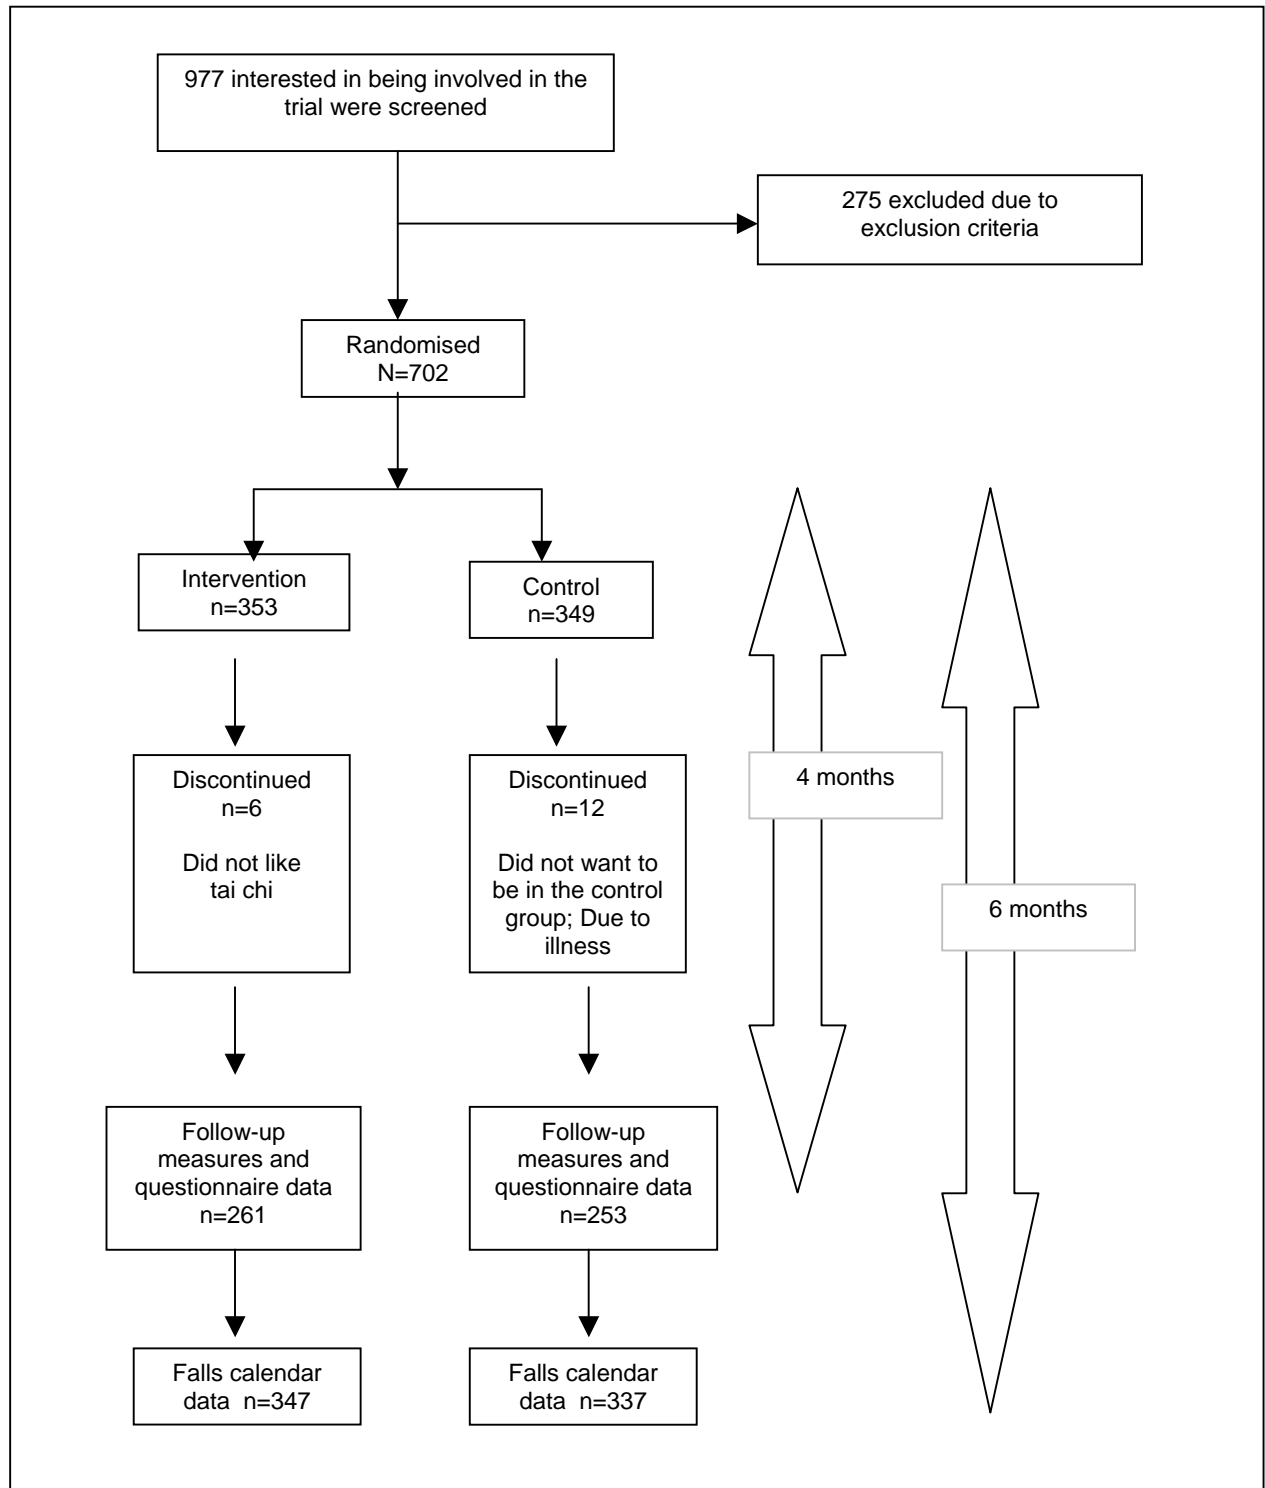 977 interested in being involved in the
trial were screened
275 excluded due to
exclusion criteria
Randomised
N=702
Intervention
n=353
Control
n=349
Discontinued
n=6
Did not like
tai chi
Discontinued
n=12
Did not want to
be in the control
group; Due to
illness
4 months
6 months
Follow-up
measures and
questionnaire data
n=261
Follow-up
measures and
questionnaire data
n=253
Falls calendar
data  n=347
Falls calendar
data  n=337